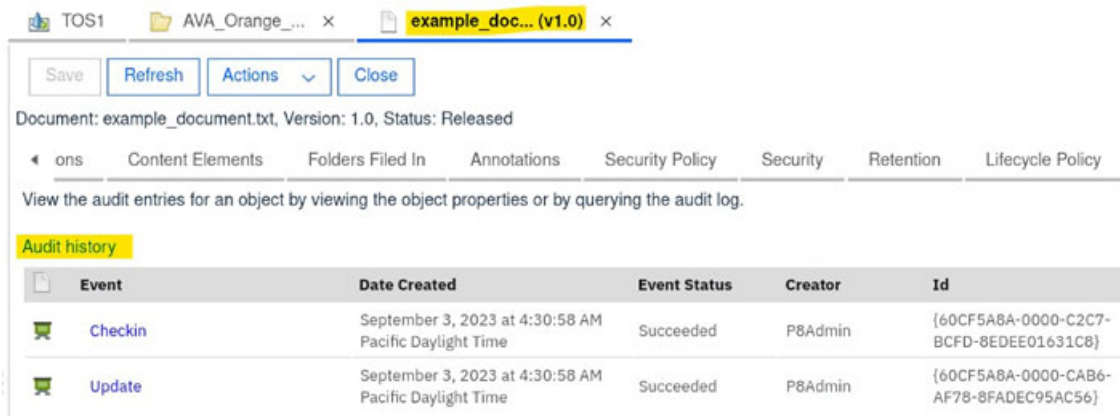 TOS1 AVA_Orange_... × example_doc... (v1.0) ×
Save Refresh Actions Close
Document: example_document.txt, Version: 1.0, Status: Released
ons Content Elements Folders Filed In Annotations Security Policy Security Retention Lifecycle Policy
View the audit entries for an object by viewing the object properties or by querying the audit log.
Audit history
Event Date Created Event Status Creator Id
Checkin September 3, 2023 at 4:30:58 AM Succeeded P8Admin {60CF5A8A-0000-C2C7-
Pacific Daylight Time BCFD-8EDEE01631C8}
Update September 3, 2023 at 4:30:58 AM Succeeded P8Admin {60CF5A8A-0000-CAB6-
Pacific Daylight Time AF78-8FADEC95AC56}